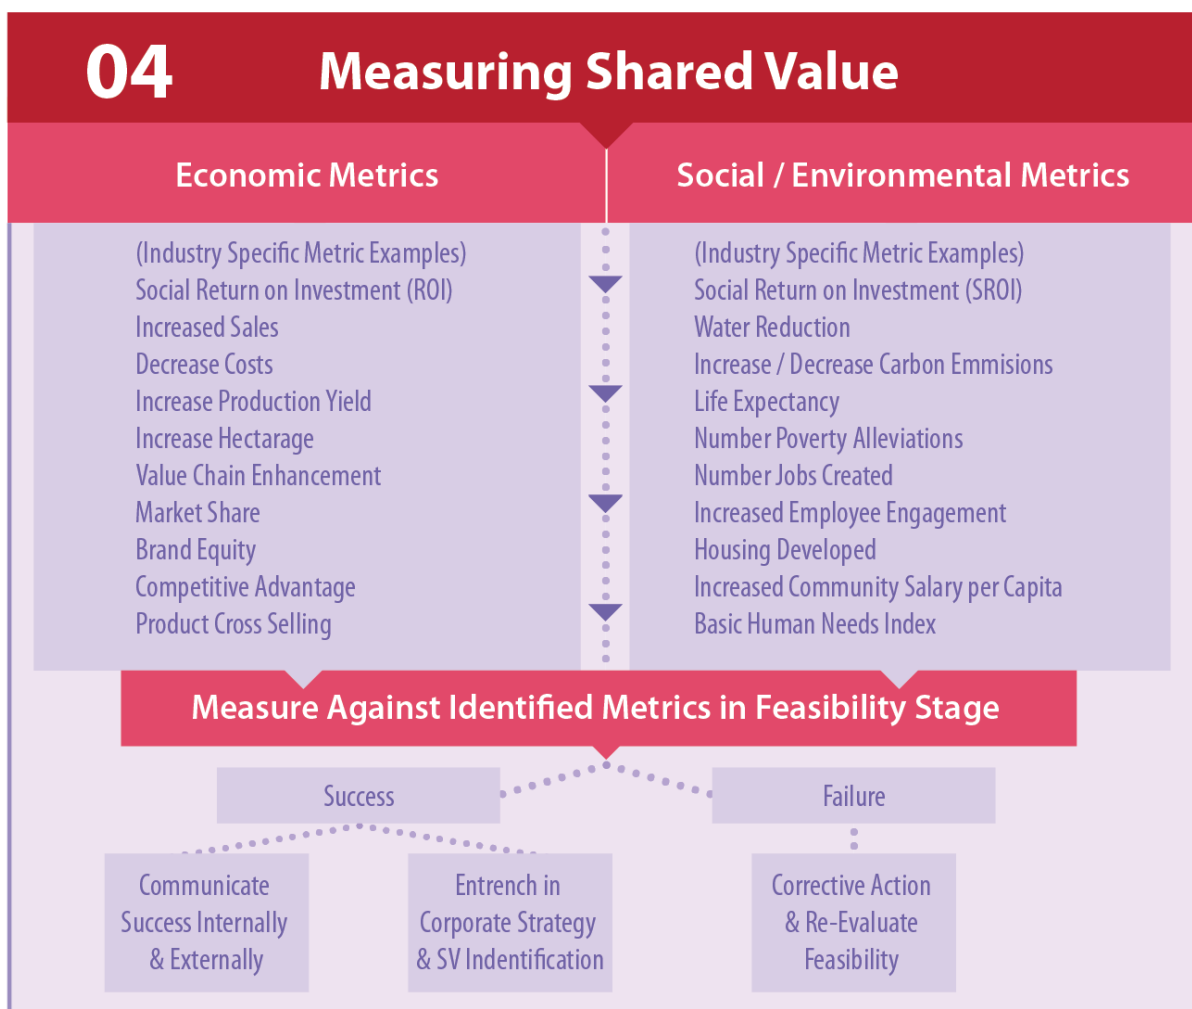 04
Measuring Shared Value
Economic Metrics
(Industry Specific Metric Examples)
Social Return on Investment (ROI)
Increased Sales
Decrease Costs
Increase Production Yield
Increase Hectarage
Value Chain Enhancement
Market Share
Brand Equity
Competitive Advantage
Product Cross Selling
Social / Environmental Metrics
(Industry Specific Metric Examples)
Social Return on Investment (SROI)
Water Reduction
Increase / Decrease Carbon Emmisions
Life Expectancy
Number Poverty Alleviations
Number Jobs Created
Increased Employee Engagement
Housing Developed
Increased Community Salary per Capita
Basic Human Needs Index
Measure Against Identified Metrics in Feasibility Stage
Success
Failure
Communicate
Success Internally
& Externally
Entrench in
Corporate Strategy
& SV Indentification
Corrective Action
& Re-Evaluate
Feasibility